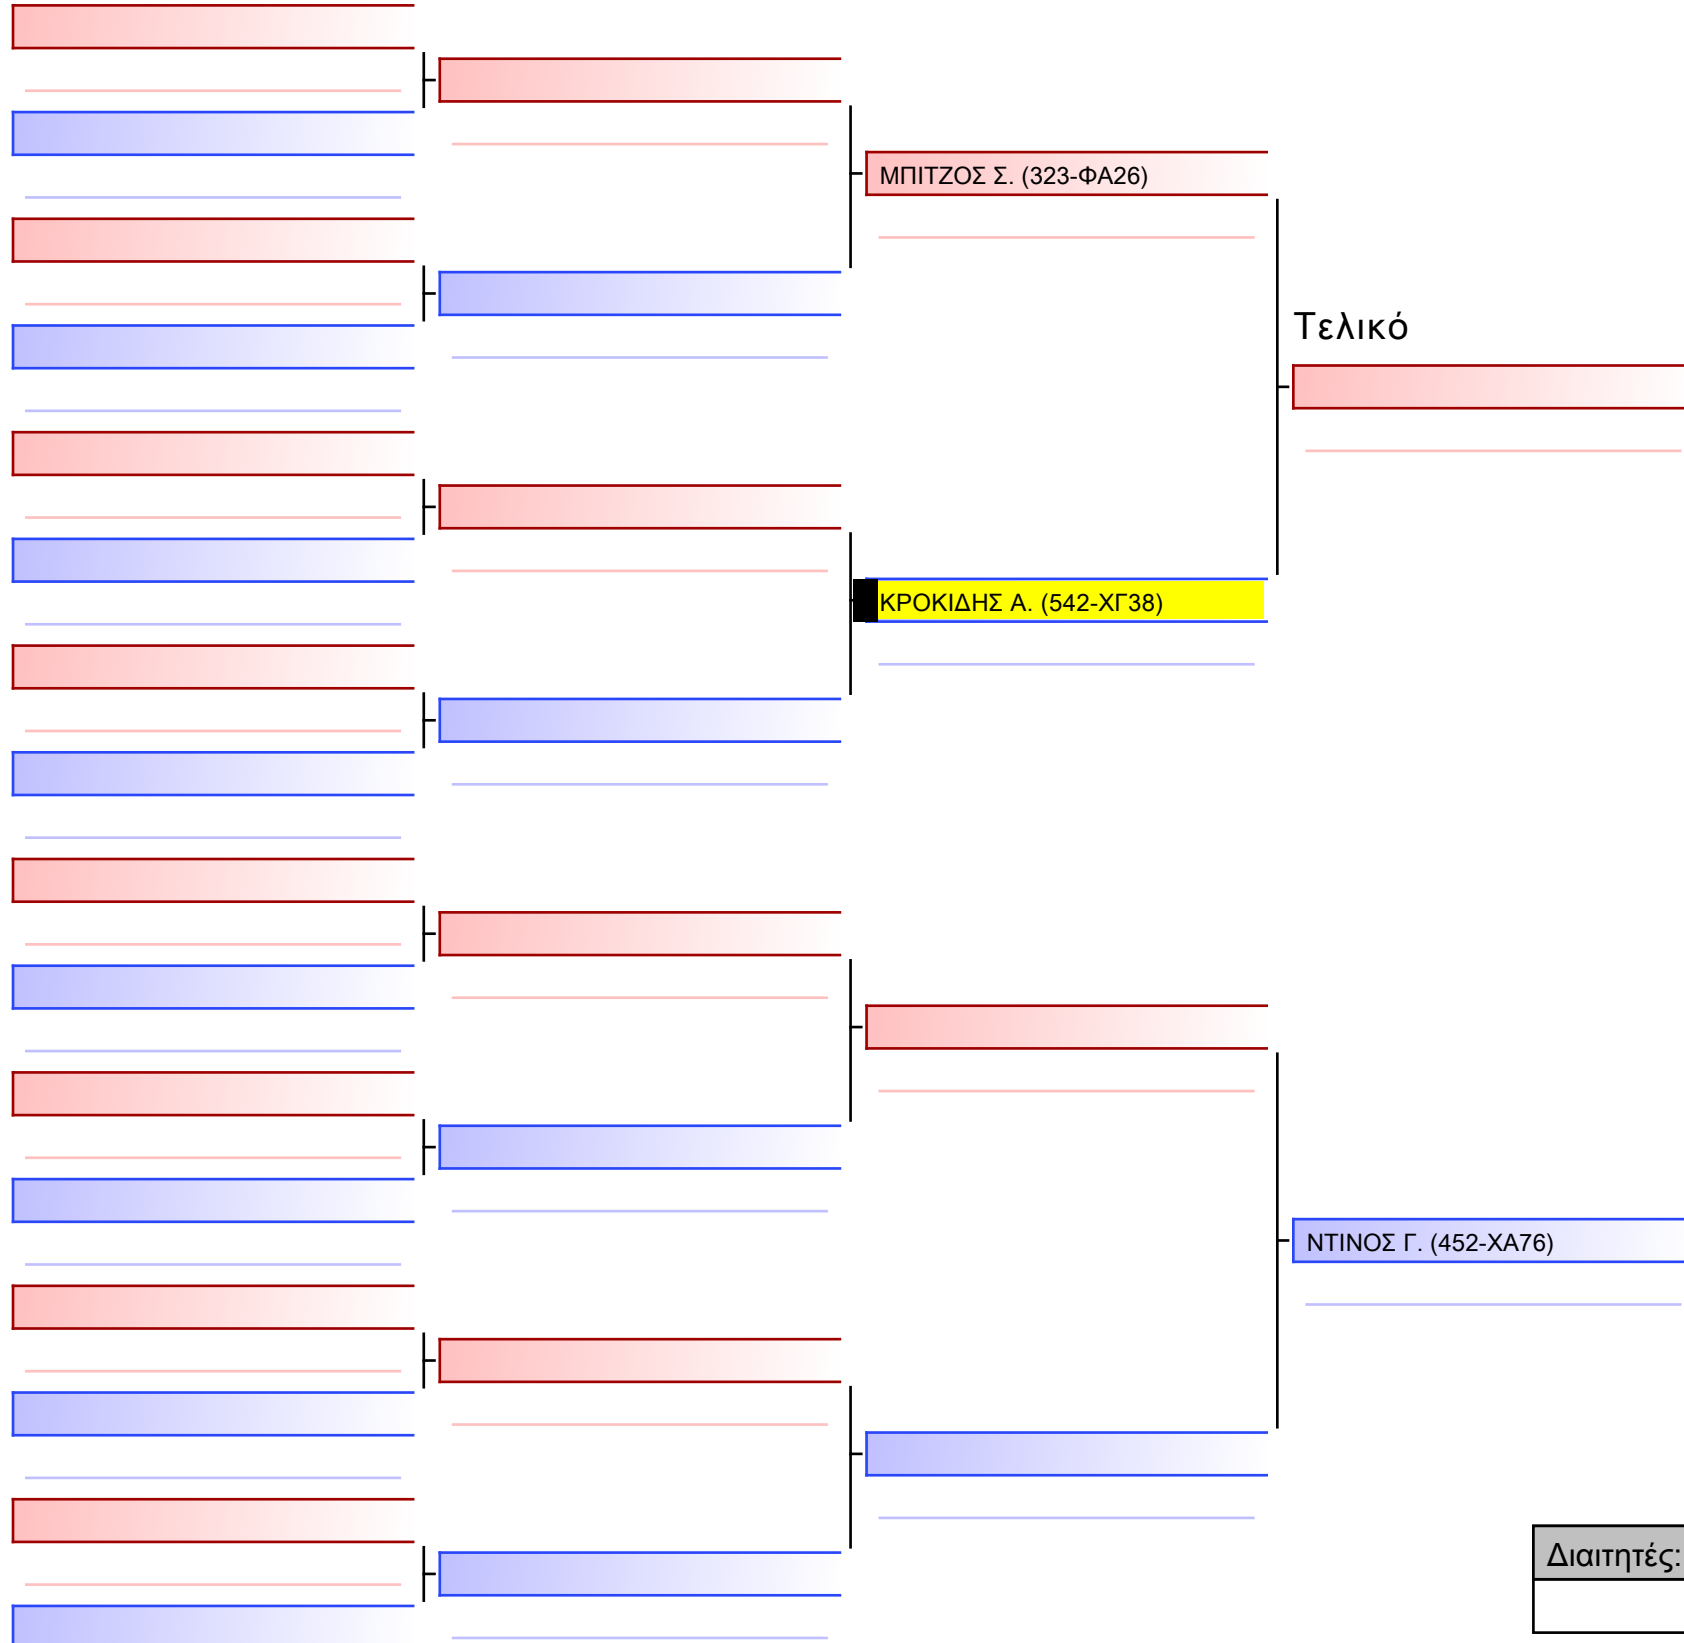 ΜΠΙΤΖΟΣ Σ. (323-ΦΑ26)
Τελικό
ΚΡΟΚΙΔΗΣ Α. (542-ΧΓ38)
ΝΤΙΝΟΣ Γ. (452-ΧΑ76)
Διαιτητές: